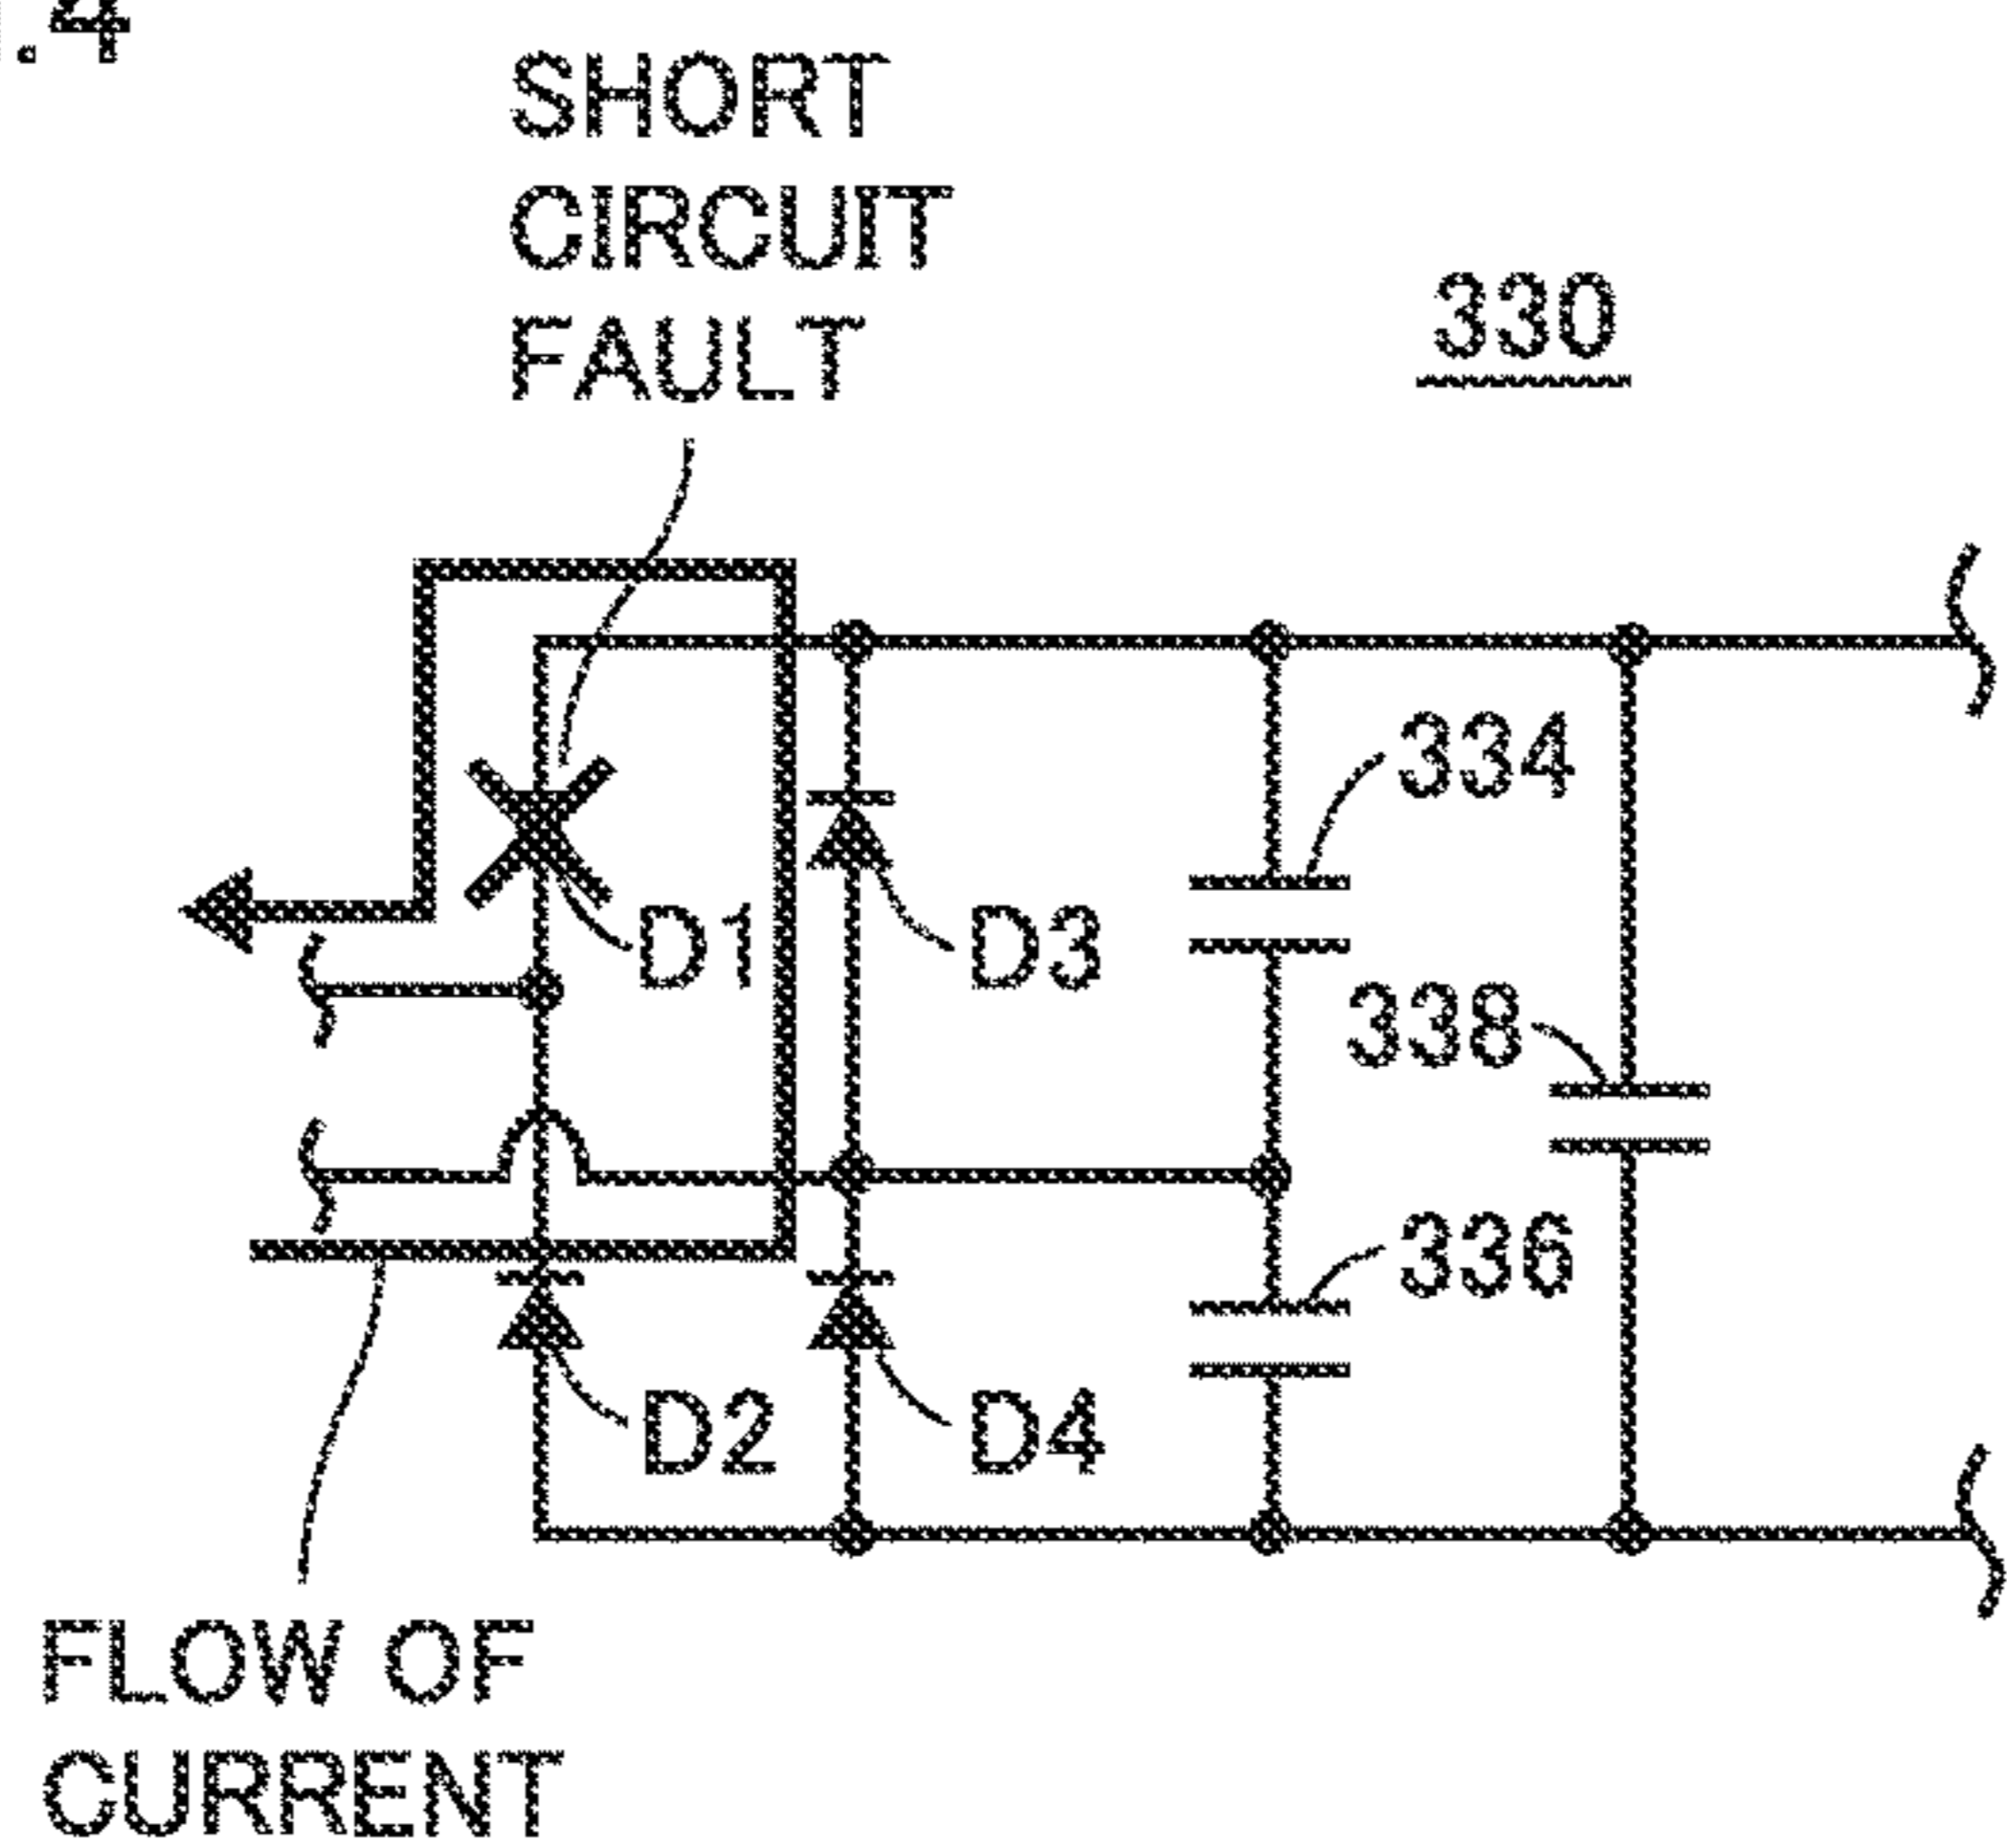 .4
SHORT
CIRCUIT
FAULT
330
334
D1
D3
338
336
D2
D4
FLOW OF
CURRENT